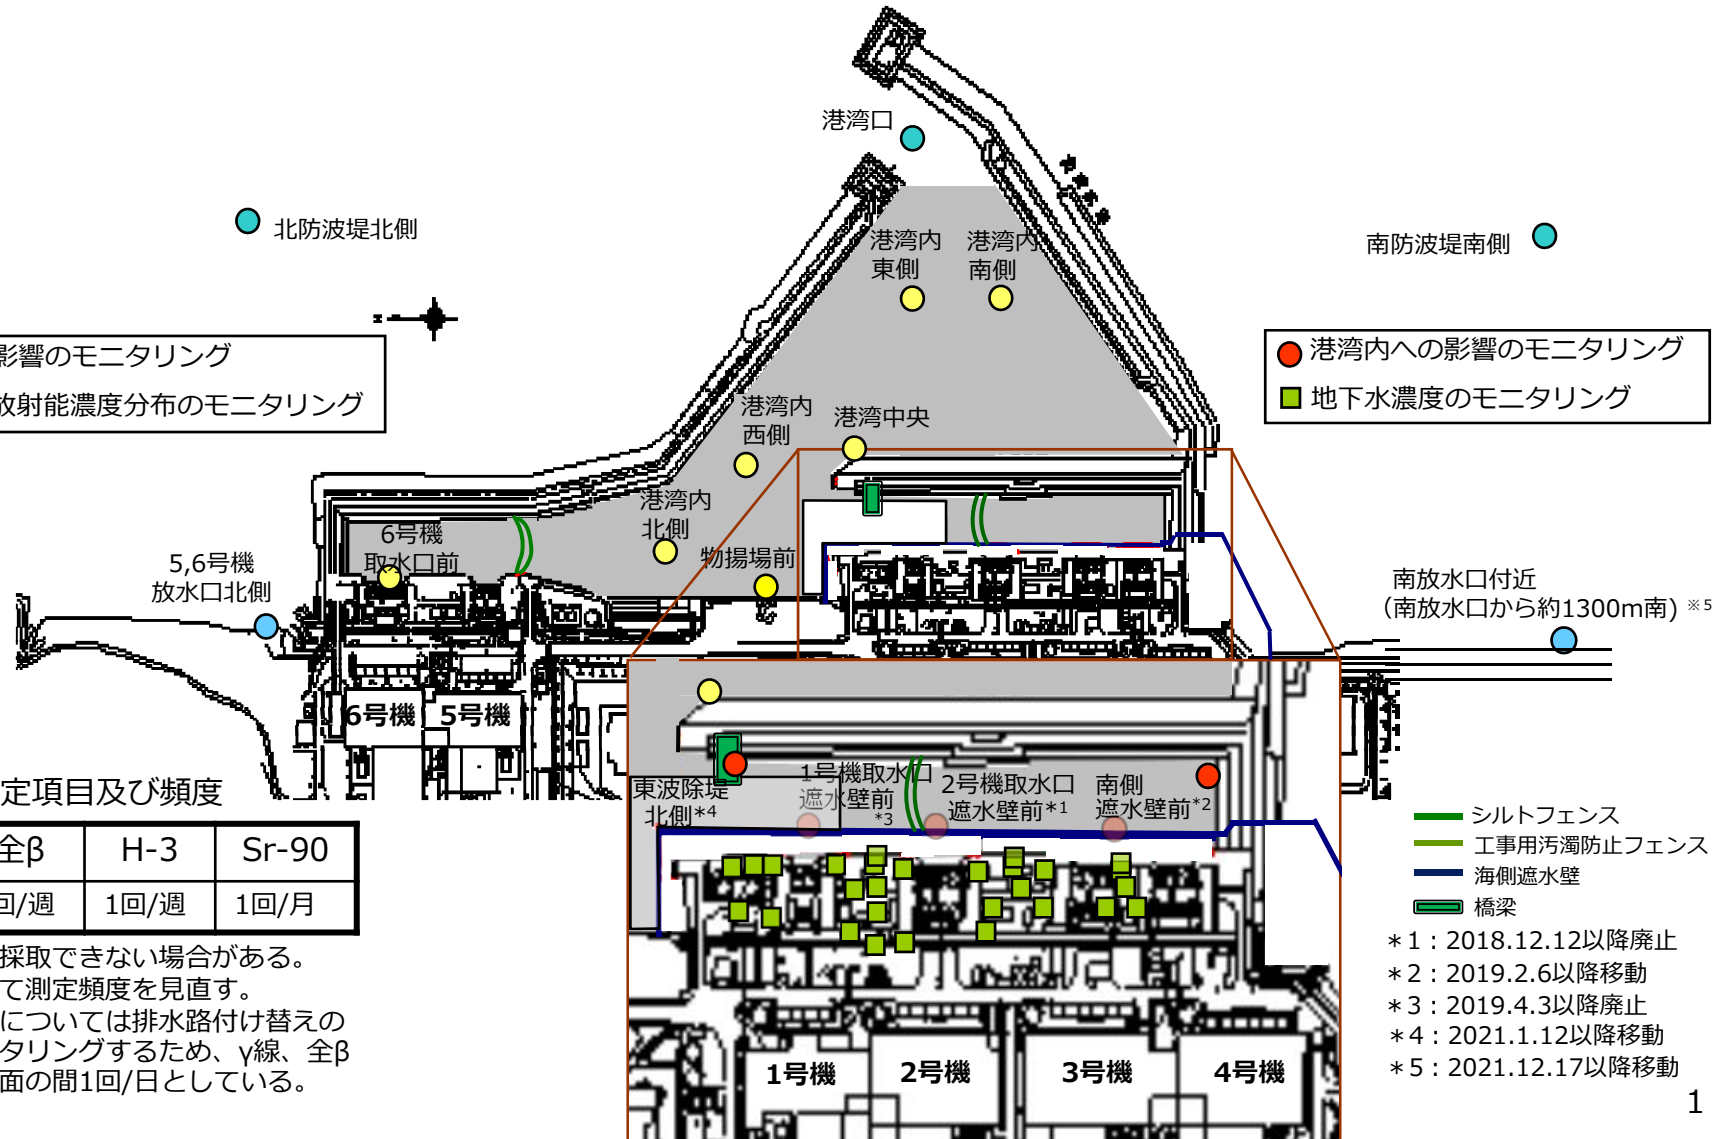 港湾口
北防波堤北側
南防波堤南側
港湾内
東側
港湾内
南側
影響のモニタリング
放射能濃度分布のモニタリング
港湾内への影響のモニタリング
地下水濃度のモニタリング
港湾内
西側
港湾中央
港湾内
北側
物揚場前
6号機
取水口前
5,6号機
放水口北側
南放水口付近
(南放水口から約1300m南) ※5
6号機
5号機
東波除堤
北側*4
1号機取水口
遮水壁前
*3
2号機取水口
遮水壁前*1
南側
遮水壁前*2
シルトフェンス
工事用汚濁防止フェンス
海側遮水壁
橋梁
定項目及び頻度
全β H-3 Sr-90
回/週 1回/週 1回/月
採取できない場合がある。
て測定頻度を見直す。
については排水路付け替えの
タリングするため、γ線、全β
面の間1回/日としている。
1号機
2号機
3号機
4号機
*1:2018.12.12以降廃止
*2:2019.2.6以降移動
*3:2019.4.3以降廃止
*4:2021.1.12以降移動
*5:2021.12.17以降移動
1